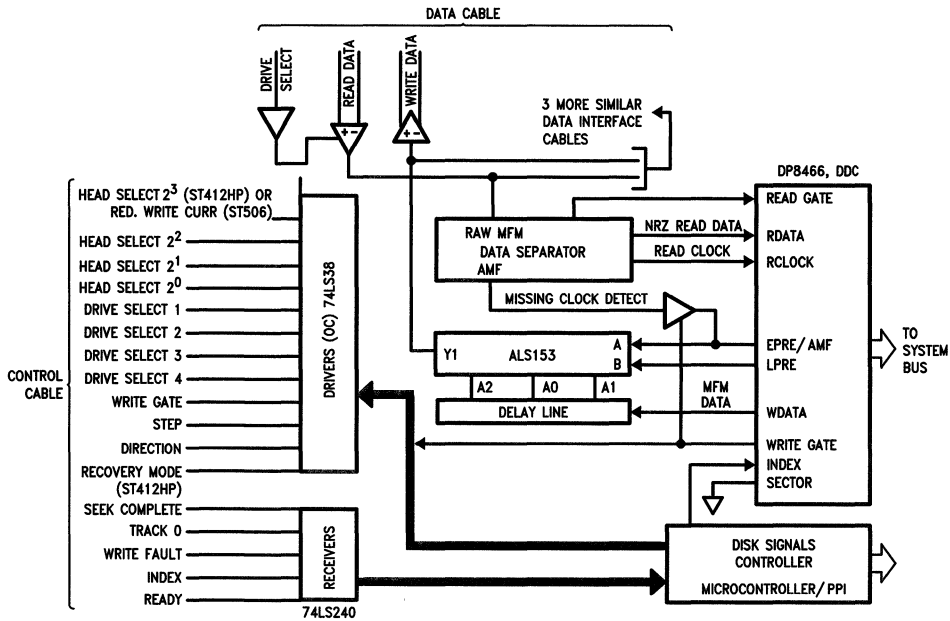 DATA CABLE
DRIVE
SELECT
READ DATA
WRITE DATA
+ -
+ -
3 MORE SIMILAR
DATA INTERFACE
CABLES
CONTROL
CABLE
HEAD SELECT 2³ (ST412HP) OR
RED. WRITE CURR (ST506)
HEAD SELECT 2²
HEAD SELECT 2¹
HEAD SELECT 2⁰
DRIVE SELECT 1
DRIVE SELECT 2
DRIVE SELECT 3
DRIVE SELECT 4
WRITE GATE
STEP
DIRECTION
RECOVERY MODE
(ST412HP)
SEEK COMPLETE
TRACK 0
WRITE FAULT
INDEX
READY
DRIVERS (OC) 74LS38
RECEIVERS
74LS240
RAW MFM
DATA SEPARATOR
AMF
NRZ READ DATA
READ CLOCK
MISSING CLOCK DETECT
Y1
ALS153
A
B
A2
A0
A1
DELAY LINE
MFM
DATA
DP8466, DDC
READ GATE
RDATA
RCLOCK
EPRE/AMF
LPRE
WDATA
WRITE GATE
INDEX
SECTOR
TO
SYSTEM
BUS
DISK SIGNALS
CONTROLLER
MICROCONTROLLER/PPI